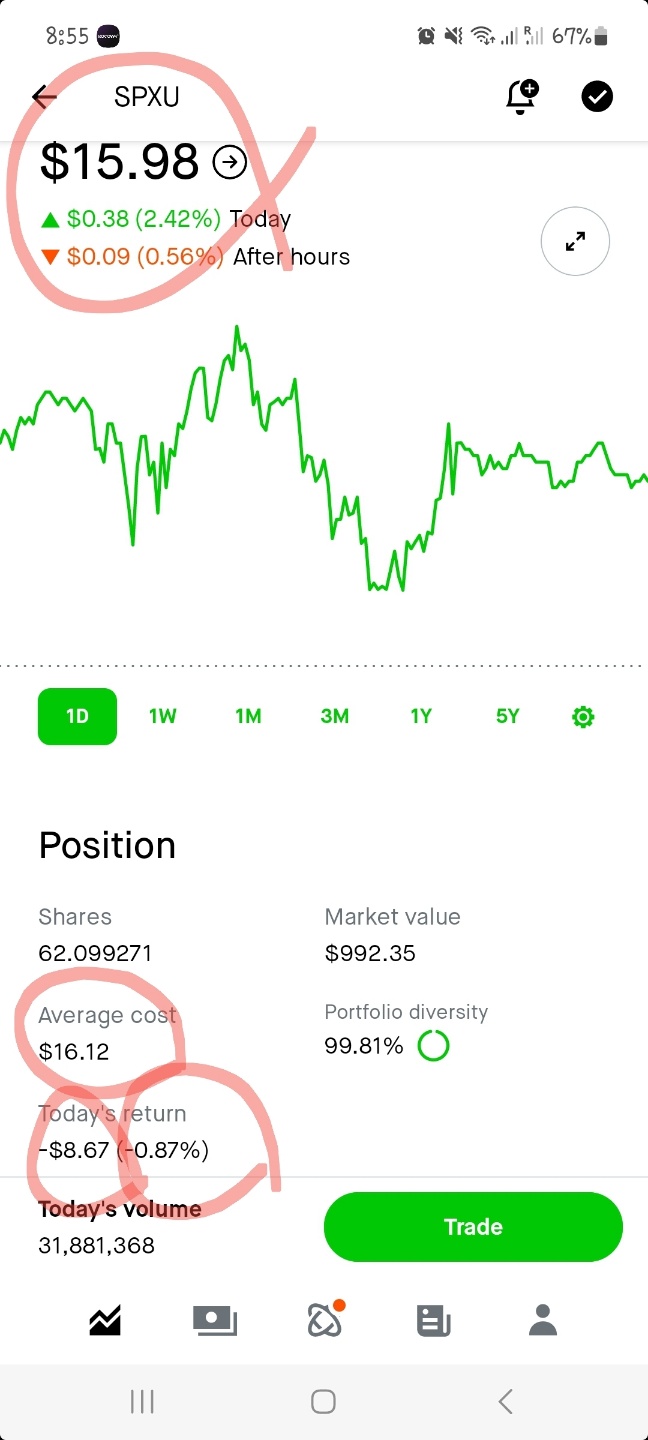 8:55 67%
SPXU
$15.98
▲ $0.38 (2.42%) Today
▼ $0.09 (0.56%) After hours
1D 1W 1M 3M 1Y 5Y
Position
Shares Market value
62.099271 $992.35
Average cost Portfolio diversity
$16.12 99.81%
Today's return
-$8.67 (-0.87%)
Today's volume Trade
31,881,368